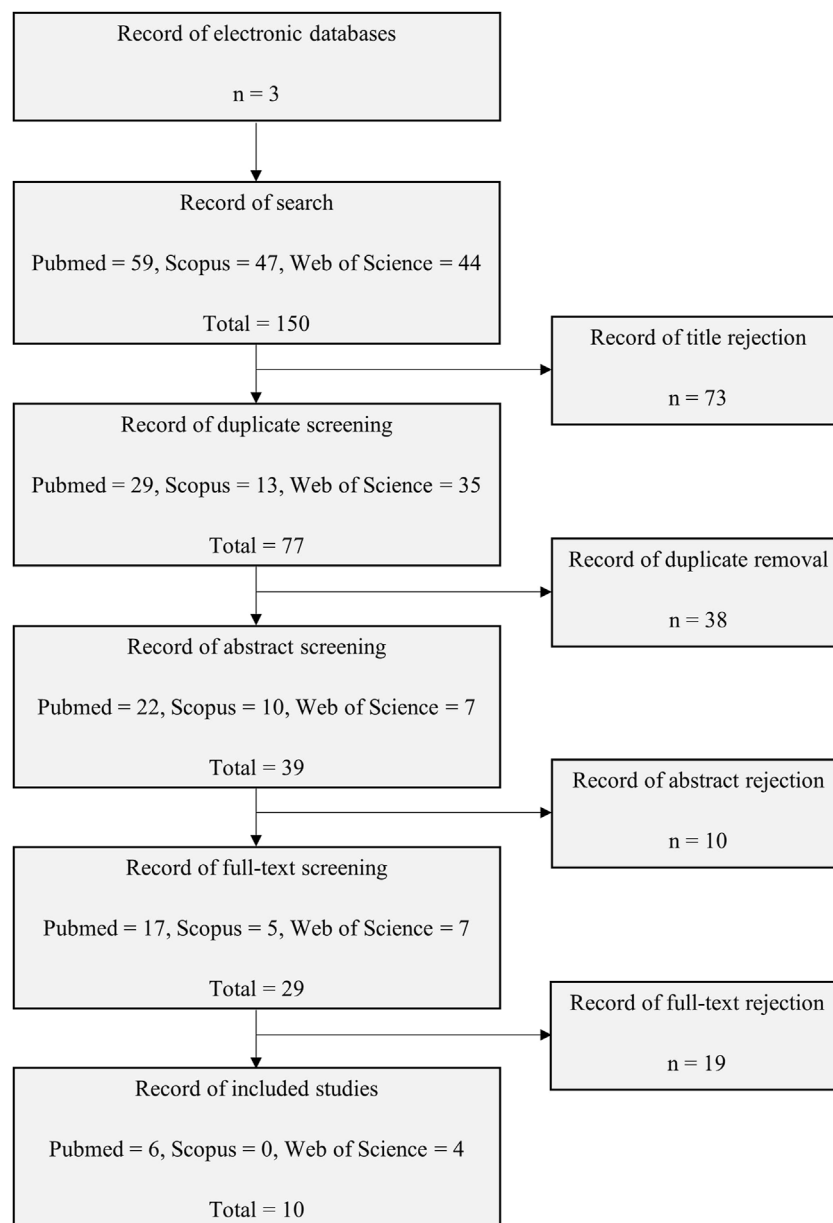 Record of electronic databases
n = 3
Record of search
Pubmed = 59, Scopus = 47, Web of Science = 44
Total = 150
Record of title rejection
n = 73
Record of duplicate screening
Pubmed = 29, Scopus = 13, Web of Science = 35
Total = 77
Record of duplicate removal
n = 38
Record of abstract screening
Pubmed = 22, Scopus = 10, Web of Science = 7
Total = 39
Record of abstract rejection
n = 10
Record of full-text screening
Pubmed = 17, Scopus = 5, Web of Science = 7
Total = 29
Record of full-text rejection
n = 19
Record of included studies
Pubmed = 6, Scopus = 0, Web of Science = 4
Total = 10